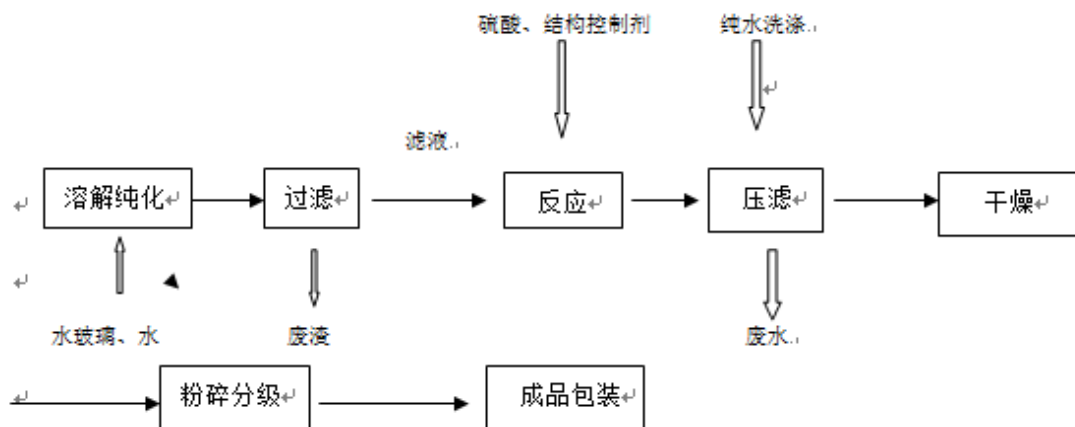 硫酸、结构控制剂
纯水洗涤
滤液
溶解纯化
过滤
反应
压滤
干燥
水玻璃、水
废渣
废水
粉碎分级
成品包装